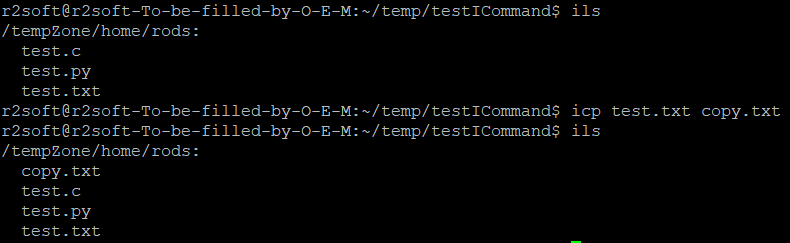 r2soft@r2soft-To-be-filled-by-O-E-M:~/temp/testICommand$ ils
/tempZone/home/rods:
  test.c
  test.py
  test.txt
r2soft@r2soft-To-be-filled-by-O-E-M:~/temp/testICommand$ icp test.txt copy.txt
r2soft@r2soft-To-be-filled-by-O-E-M:~/temp/testICommand$ ils
/tempZone/home/rods:
  copy.txt
  test.c
  test.py
  test.txt